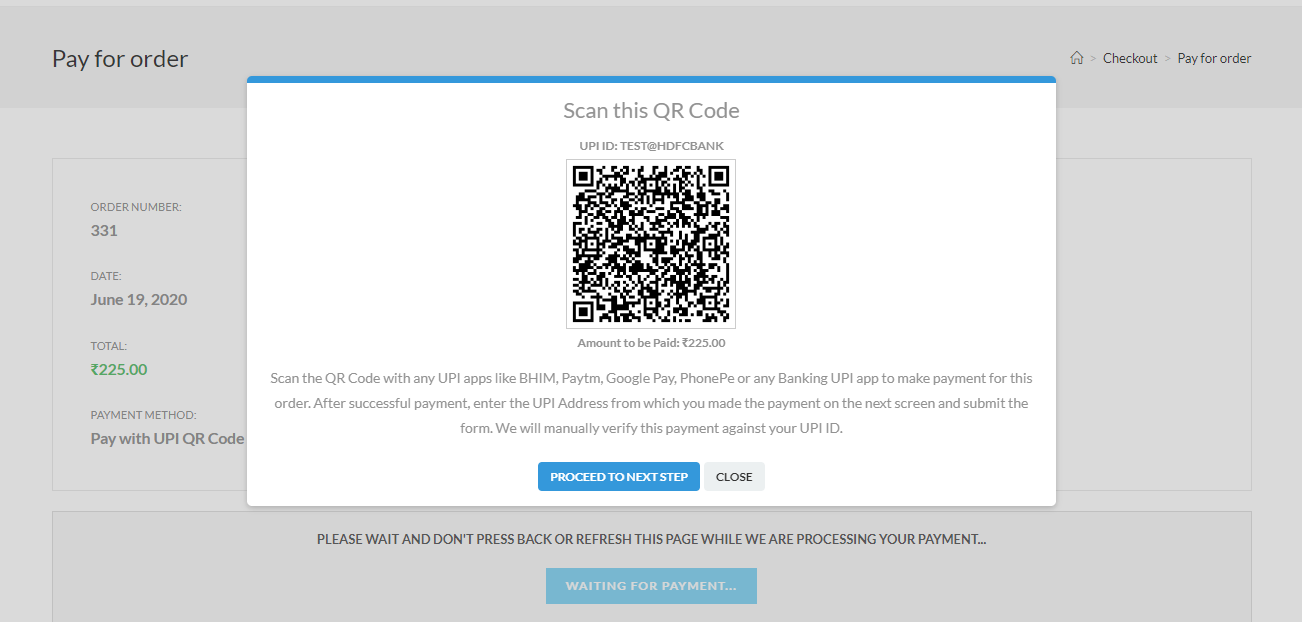 Pay for order
> Checkout > Pay for order
Scan this QR Code
UPI ID: TEST@HDFCBANK
ORDER NUMBER:
331
DATE:
June 19, 2020
TOTAL:
₹225.00
PAYMENT METHOD:
Pay with UPI QR Code
Amount to be Paid: ₹225.00
Scan the QR Code with any UPI apps like BHIM, Paytm, Google Pay, PhonePe or any Banking UPI app to make payment for this
order. After successful payment, enter the UPI Address from which you made the payment on the next screen and submit the
form. We will manually verify this payment against your UPI ID.
PROCEED TO NEXT STEP CLOSE
PLEASE WAIT AND DON'T PRESS BACK OR REFRESH THIS PAGE WHILE WE ARE PROCESSING YOUR PAYMENT...
WAITING FOR PAYMENT...